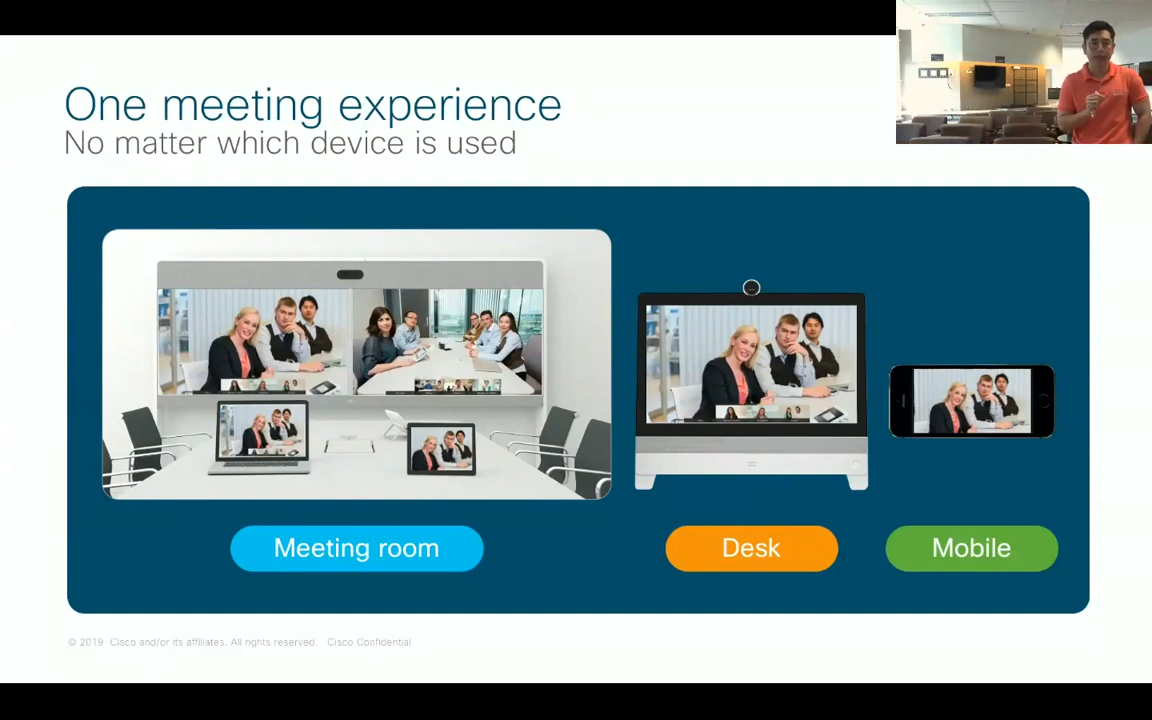 One meeting experience
No matter which device is used
Meeting room
Desk
Mobile
© 2019 Cisco and/or its affiliates. All rights reserved. Cisco Confidential